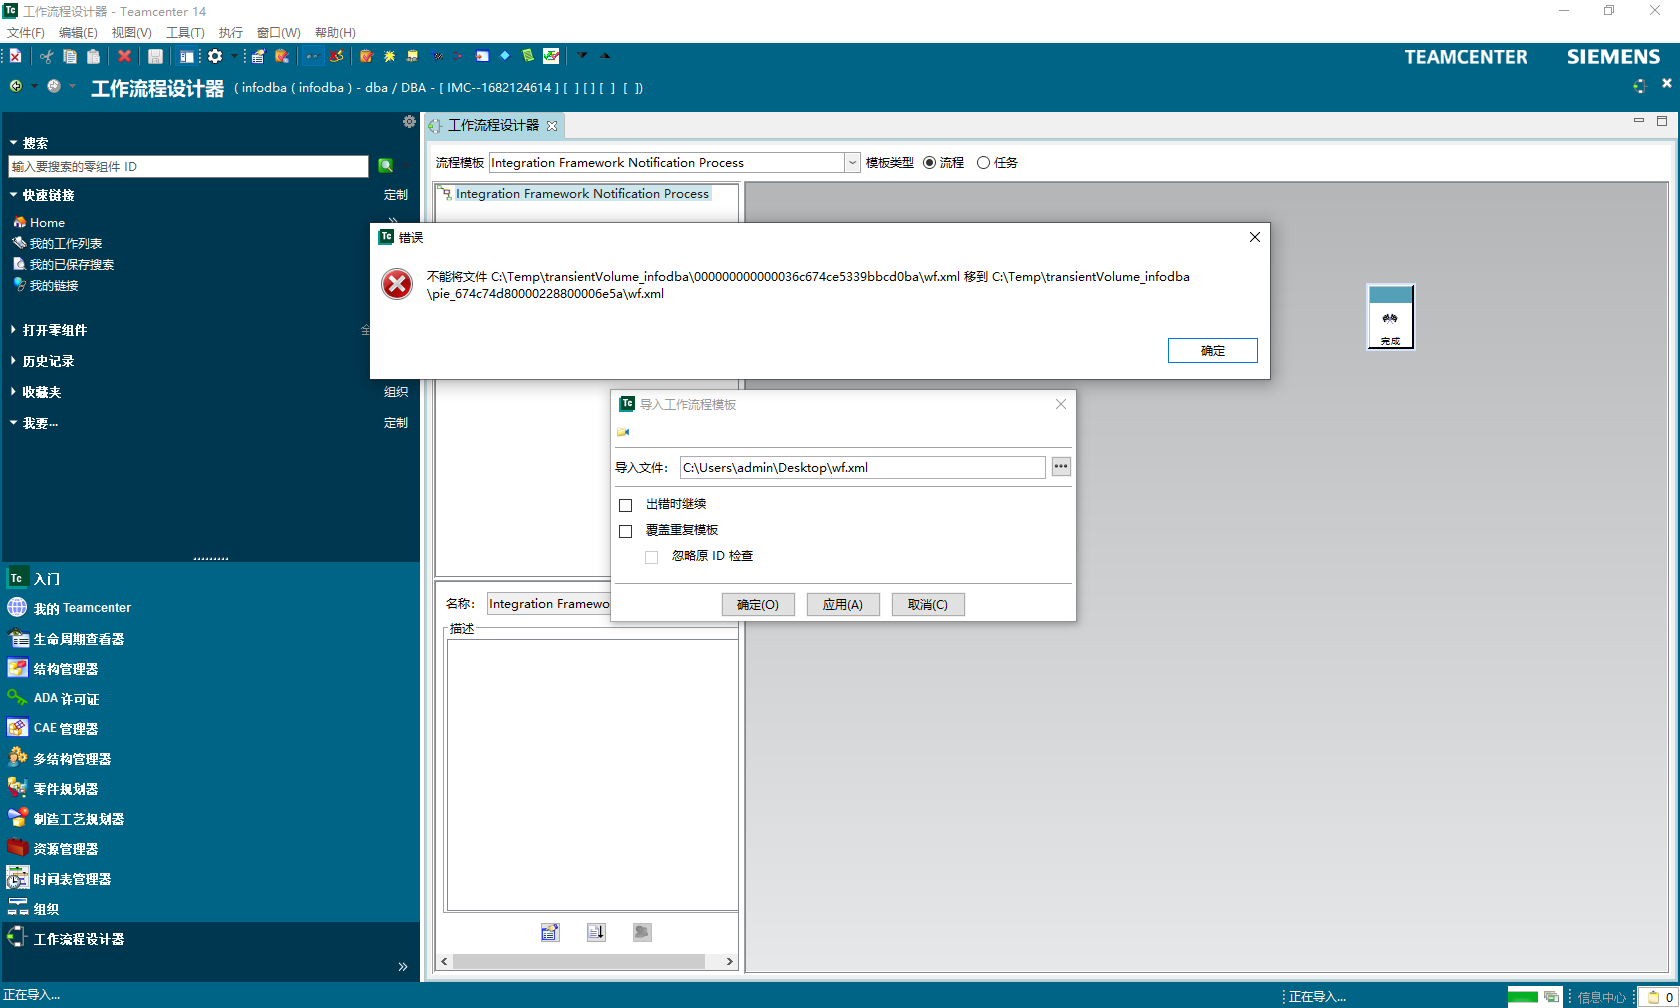 工作流程设计器 - Teamcenter 14
文件(F) 编辑(E) 视图(V) 工具(T) 执行 窗口(W) 帮助(H)
TEAMCENTER SIEMENS
工作流程设计器 ( infodba ( infodba ) - dba / DBA - [ IMC--1682124614 ] [ ] [ ] [ ] [ ])
搜索
输入要搜索的零组件 ID
快速链接 定制
Home
我的工作列表
我的已保存搜索
我的链接
打开零组件 全
历史记录
收藏夹 组织
我要... 定制
入门
我的 Teamcenter
生命周期查看器
结构管理器
ADA 许可证
CAE 管理器
多结构管理器
零件规划器
制造工艺规划器
资源管理器
时间表管理器
组织
工作流程设计器
正在导入...
工作流程设计器
流程模板 Integration Framework Notification Process 模板类型 流程 任务
Integration Framework Notification Process
错误
不能将文件 C:\Temp\transientVolume_infodba\000000000000036c674ce5339bbcd0ba\wf.xml 移到 C:\Temp\transientVolume_infodba
\pie_674c74d80000228800006e5a\wf.xml
确定
完成
导入工作流程模板
导入文件: C:\Users\admin\Desktop\wf.xml
出错时继续
覆盖重复模板
忽略原 ID 检查
确定(O) 应用(A) 取消(C)
名称: Integration Framewo
描述
正在导入... 信息中心 0